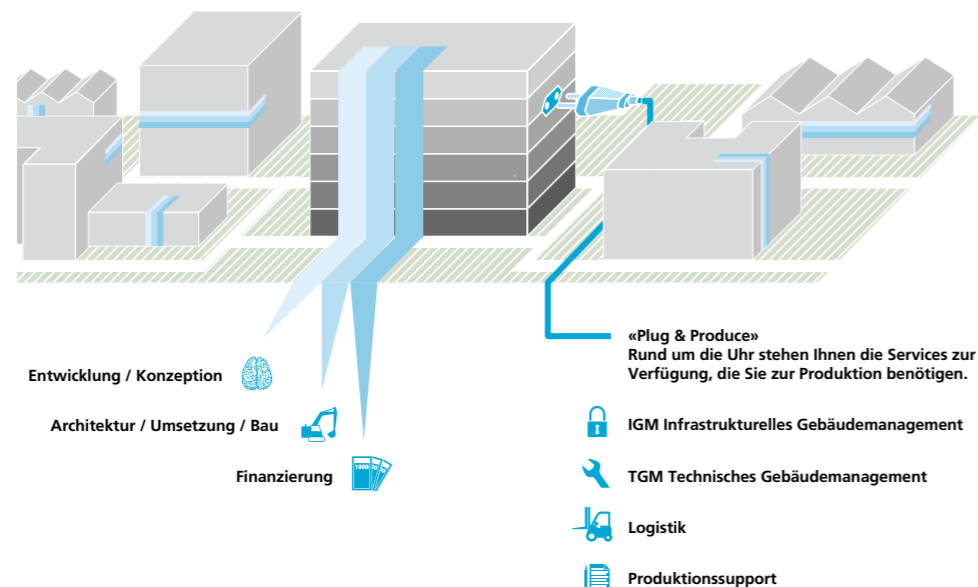 «Plug & Produce»
Rund um die Uhr stehen Ihnen die Services zur
Verfügung, die Sie zur Produktion benötigen.
Entwicklung / Konzeption
Architektur / Umsetzung / Bau
Finanzierung
1000
IGM Infrastrukturelles Gebäudemanagement
TGM Technisches Gebäudemanagement
Logistik
Produktionssupport